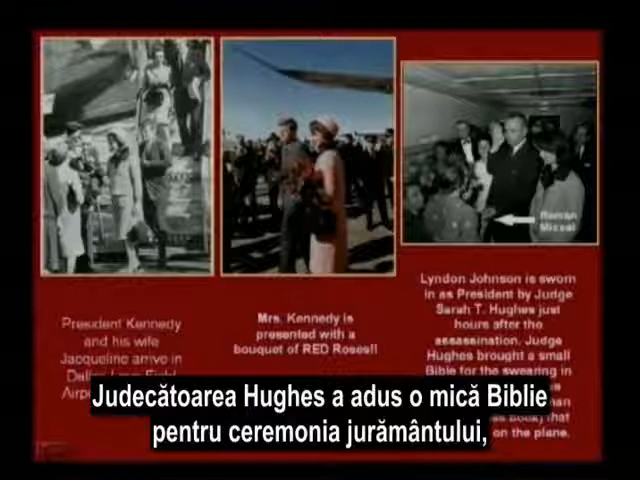 Roman
Missal
President Kennedy
and his wife
Jacqueline arrive in
Mrs. Kennedy is
presented with a
bouquet of RED Roses!!
Lyndon Johnson is sworn
in as President by Judge
Sarah T. Hughes just
hours after the
assassination. Judge
Hughes brought a small
Bible for the swearing in
that
on the plane.
Judecătoarea Hughes a adus o mică Biblie
pentru ceremonia jurământului,